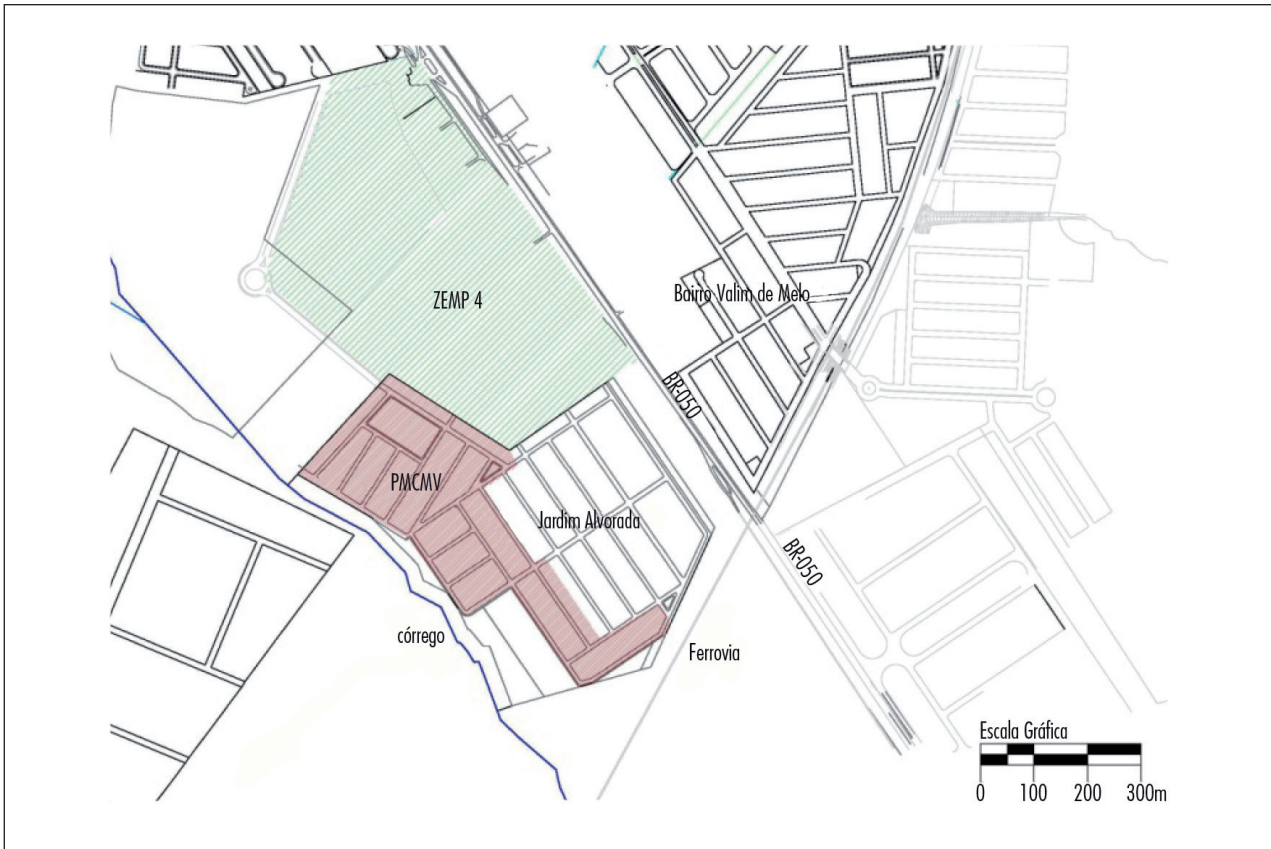 ZEMP 4
Bairro Valim de Melo
BR-050
PMCMV
Jardim Alvorada
BR-050
córrego
Ferrovia
Escala Gráfica
0 100 200 300m